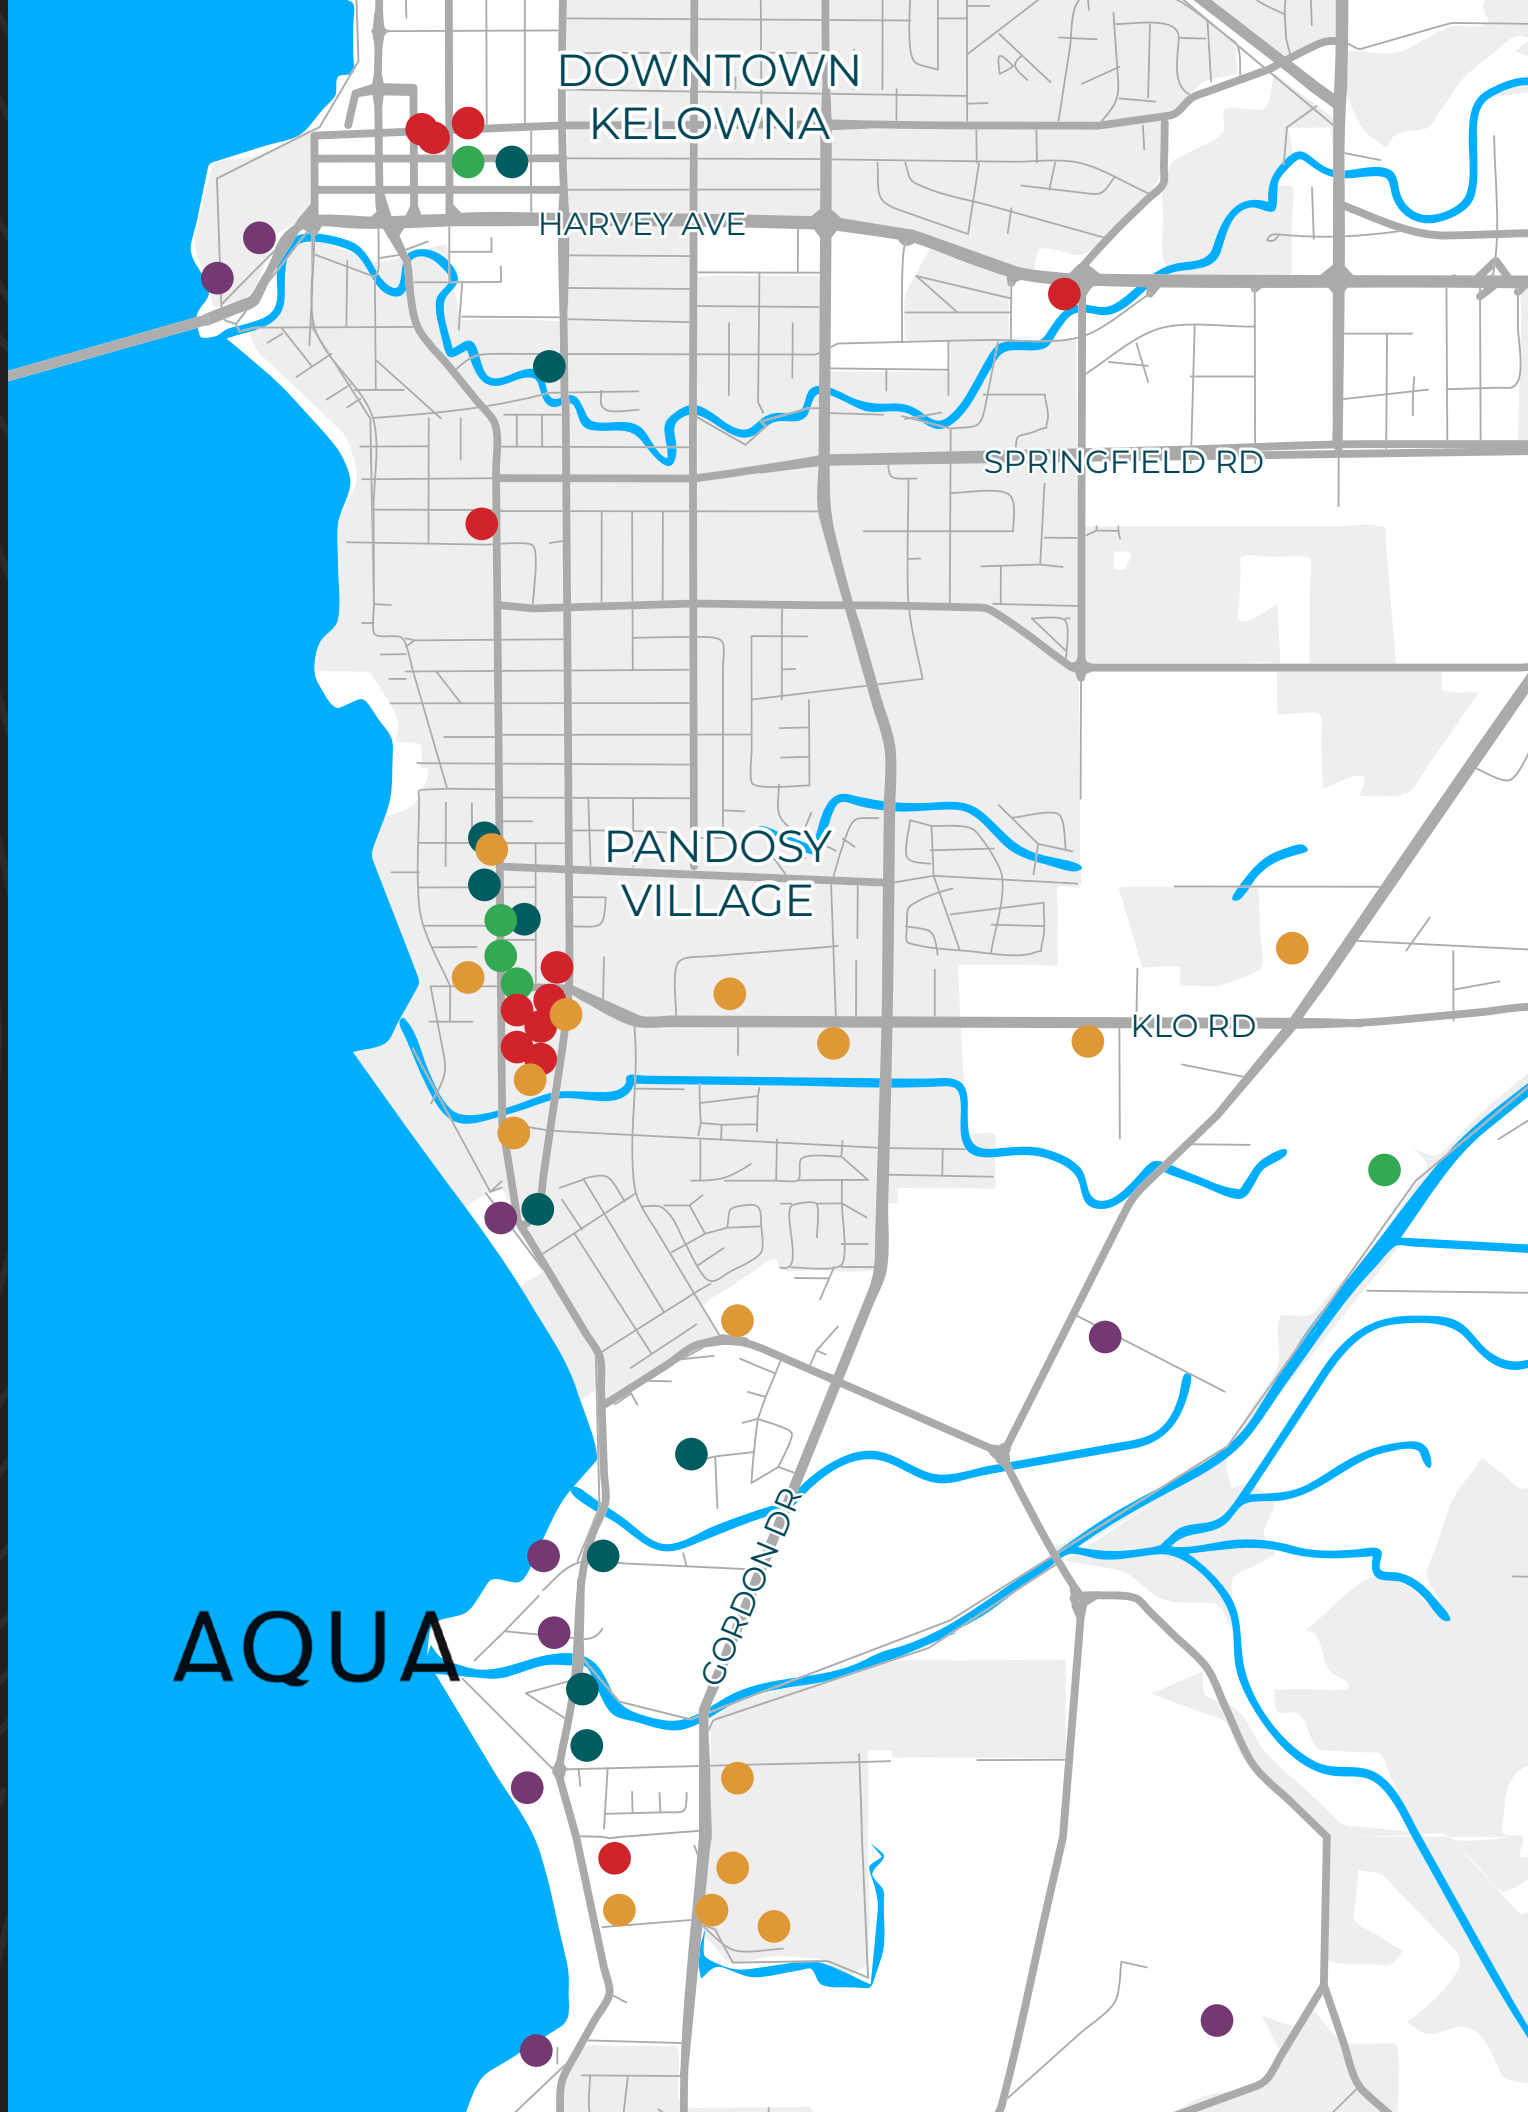 DOWNTOWN
KELOWNA
HARVEY AVE
SPRINGFIELD RD
PANDOSY
VILLAGE
KLO RD
GORDON DR
AQUA